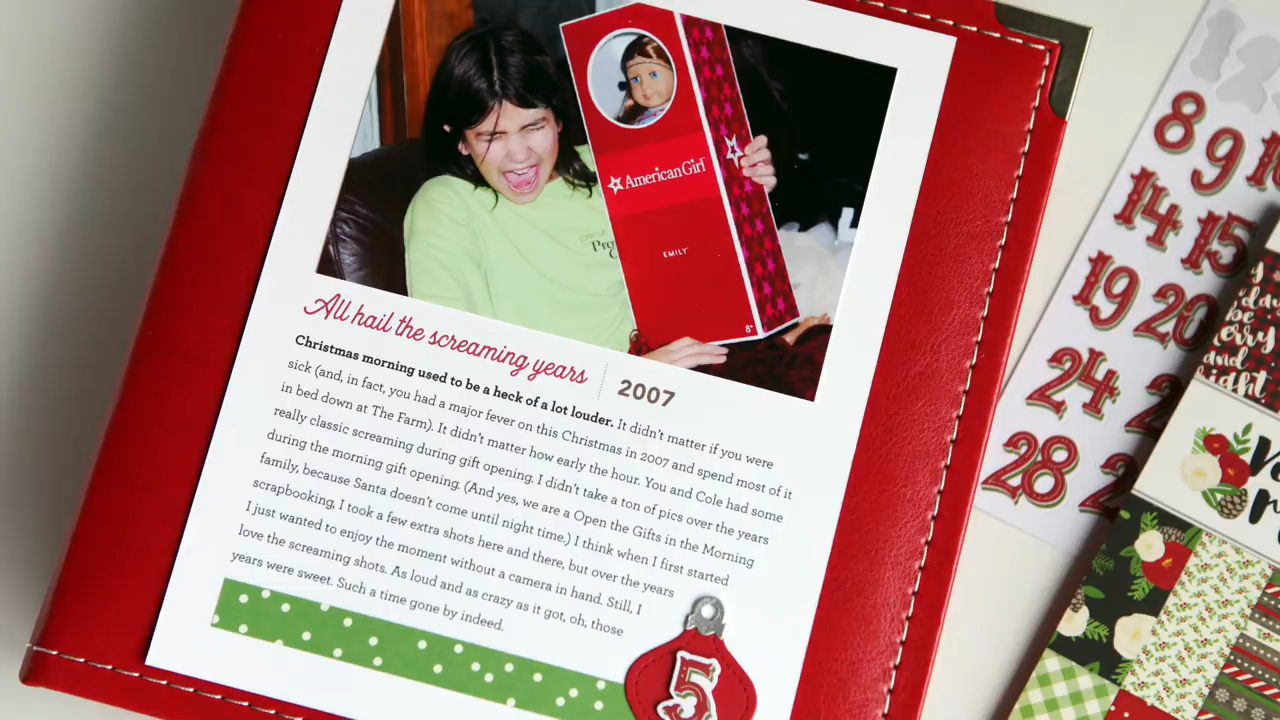 AmericanGirl
EMILY
8+
cricut
Pro
All hail the screaming years
2007
Christmas morning used to be a heck of a lot louder. It didn't matter if you were
sick (and, in fact, you had a major fever on this Christmas in 2007 and spend most of it
in bed down at The Farm). It didn't matter how early the hour. You and Cole had some
really classic screaming during gift opening. I didn't take a ton of pics over the years
during the morning gift opening. (And yes, we are a Open the Gifts in the Morning
family, because Santa doesn't come until night time.) I think when I first started
scrapbooking, I took a few extra shots here and there, but over the years
I just wanted to enjoy the moment without a camera in hand. Still, I
love the screaming shots. As loud and as crazy as it got, oh, those
years were sweet. Such a time gone by indeed.
5
8 9
14 15
19 20
24
28
be
and